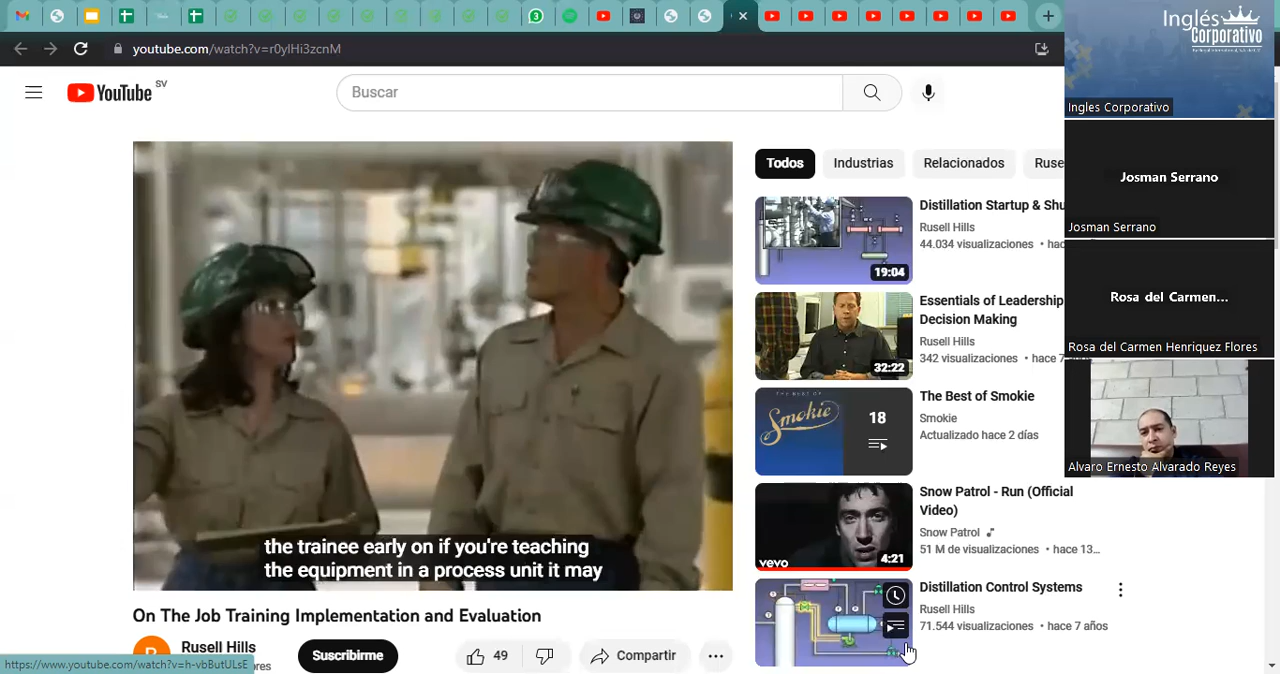 3
youtube.com/watch?v=r0ylHi3zcnM
YouTube SV
Buscar
the trainee early on if you're teaching
the equipment in a process unit it may
On The Job Training Implementation and Evaluation
Rusell Hills
Suscribirme
49
Compartir
https://www.youtube.com/watch?v=h-vbButULsE
Todos
Industrias
Relacionados
Ruse
Distillation Startup & Shu
Rusell Hills
44.034 visualizaciones • hac
19:04
Essentials of Leadership
Decision Making
Rusell Hills
342 visualizaciones • hace 7 años
32:22
The Best of Smokie
Smokie
Actualizado hace 2 días
Smokie
18
Snow Patrol - Run (Official
Video)
Snow Patrol
51 M de visualizaciones • hace 13...
vevo
4:21
Distillation Control Systems
Rusell Hills
71.544 visualizaciones • hace 7 años
Inglés
Corporativo
Ingles Corporativo
Josman Serrano
Josman Serrano
Rosa del Carmen...
Rosa del Carmen Henriquez Flores
Alvaro Ernesto Alvarado Reyes